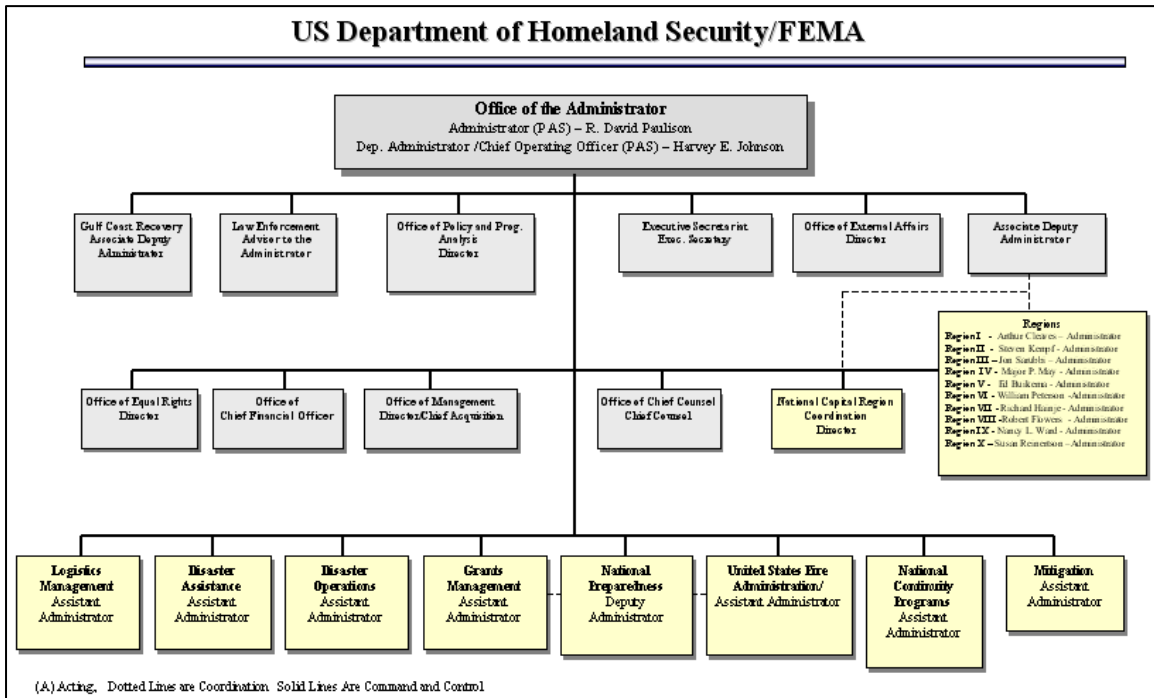 US Department of Homeland Security/FEMA
Office of the Administrator
Administrator (PAS) – R. David Paulison
Dep. Administrator /Chief Operating Officer (PAS) – Harvey E. Johnson
Gulf Coast Recovery
Associate Deputy
Administrator
Law Enforcement
Adviser to the
Administrator
Office of Policy and Prog.
Analysis
Director
Executive Secretariat
Exec. Secretary
Office of External Affairs
Director
Associate Deputy
Administrator
Regions
Region I - Arthur Cleaves – Administrator
Region II - Steven Kempf - Administrator
Region III – Jon Sarubbi - Administrator
Region IV - Major P. May - Administrator
Region V - Ed Buikema - Administrator
Region VI - William Peterson -Administrator
Region VII - Richard Hainje - Administrator
Region VIII -Robert Flowers - Administrator
Region IX - Nancy L. Ward - Administrator
Region X – Susan Reinertson – Administrator
Office of Equal Rights
Director
Office of
Chief Financial Officer
Office of Management
Director/Chief Acquisition
Office of Chief Counsel
Chief Counsel
National Capital Region
Coordination
Director
Logistics
Management
Assistant
Administrator
Disaster
Assistance
Assistant
Administrator
Disaster
Operations
Assistant
Administrator
Grants
Management
Assistant
Administrator
National
Preparedness
Deputy
Administrator
United States Fire
Administration/
Assistant Administrator
National
Continuity
Programs
Assistant
Administrator
Mitigation
Assistant
Administrator
(A) Acting, Dotted Lines are Coordination Solid Lines Are Command and Control